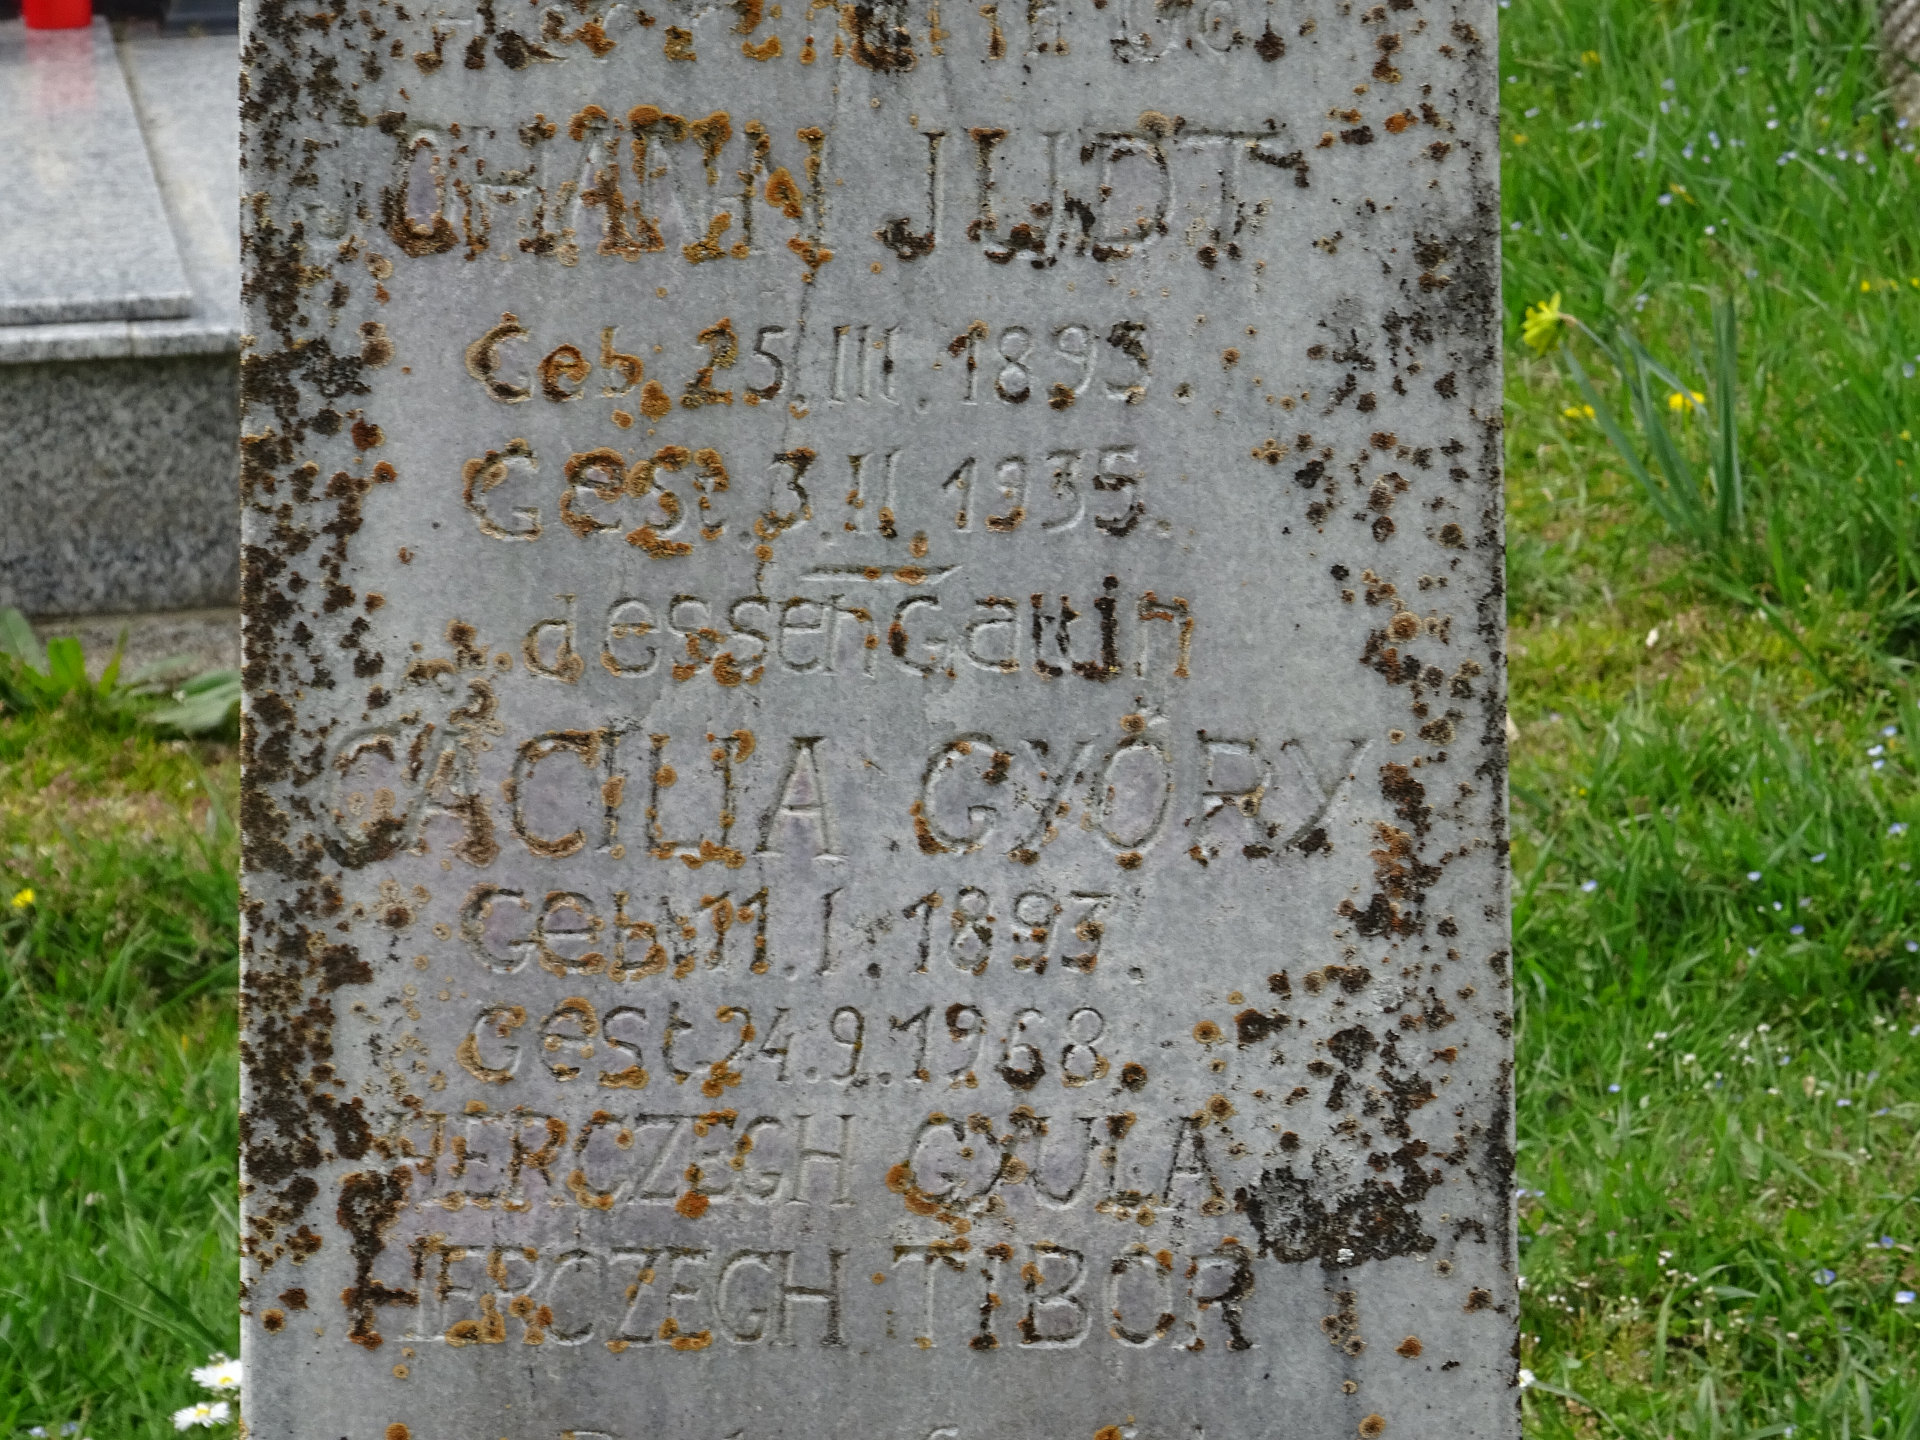 JOHANN JUDT
Geb. 25. III. 1893.
Gest. 3. II. 1935.
dessen Gattin
CÄCILIA GYÓRY
Geb. 11. I. 1893.
Gest 24.9.1968.
HERCZEGH GYULA
HERCZEGH TIBOR